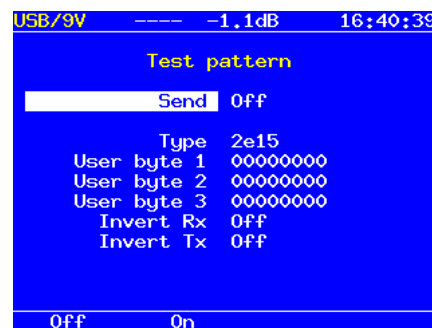 USB/9V ---- -1.1dB 16:40:39
Test pattern
Send Off
Type 2e15
User byte 1 00000000
User byte 2 00000000
User byte 3 00000000
Invert Rx Off
Invert Tx Off
Off On